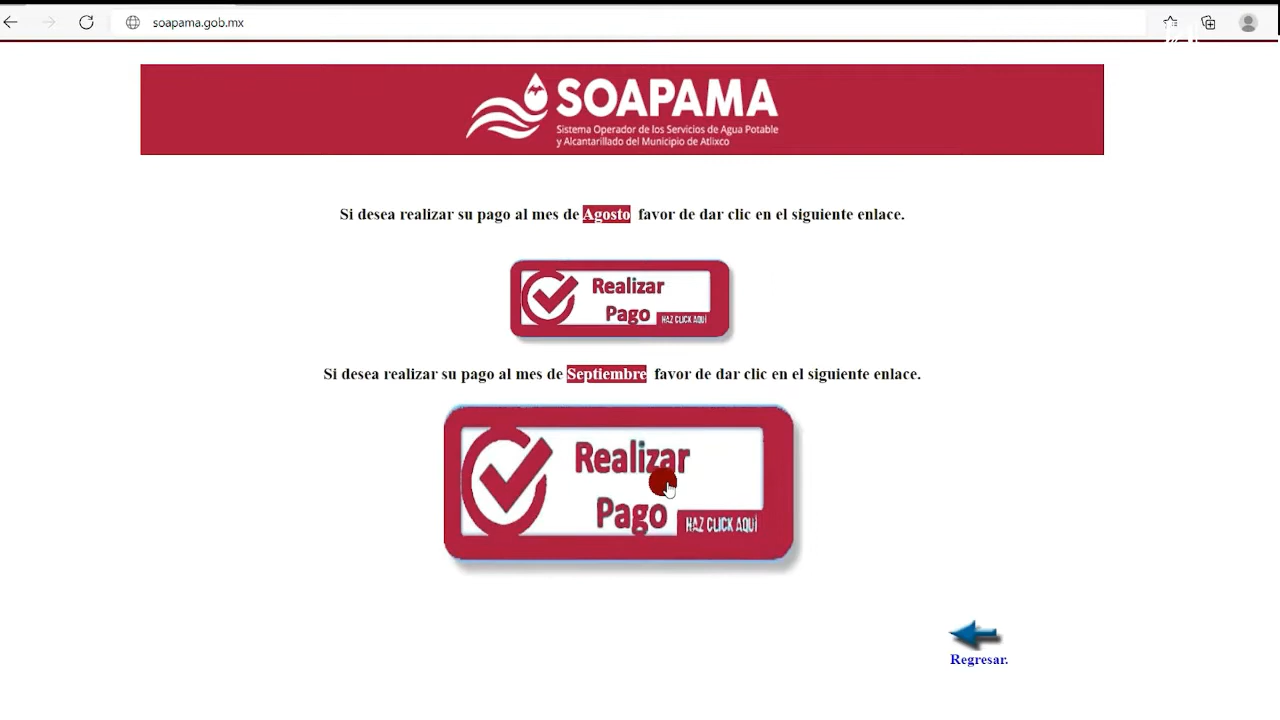 soapama.gob.mx
SOAPAMA
Sistema Operador de los Servicios de Agua Potable
y Alcantarillado del Municipio de Atlixco
Si desea realizar su pago al mes de Agosto favor de dar clic en el siguiente enlace.
Realizar
Pago
HAZ CLICK AQUÍ
Si desea realizar su pago al mes de Septiembre favor de dar clic en el siguiente enlace.
Realizar
Pago
HAZ CLICK AQUÍ
Regresar.